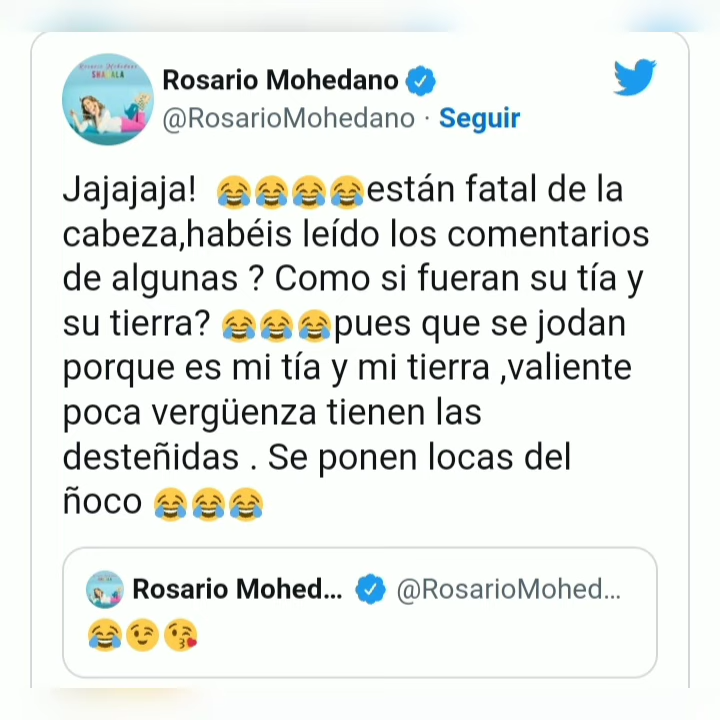 Rosario Mohedano
@RosarioMohedano · Seguir
Jajajaja! 😂😂😂😂están fatal de la
cabeza,habéis leído los comentarios
de algunas ? Como si fueran su tía y
su tierra? 😂😂😂pues que se jodan
porque es mi tía y mi tierra ,valiente
poca vergüenza tienen las
desteñidas . Se ponen locas del
ñoco 😂😂😂
Rosario Mohed... @RosarioMohed...
😂😉😘